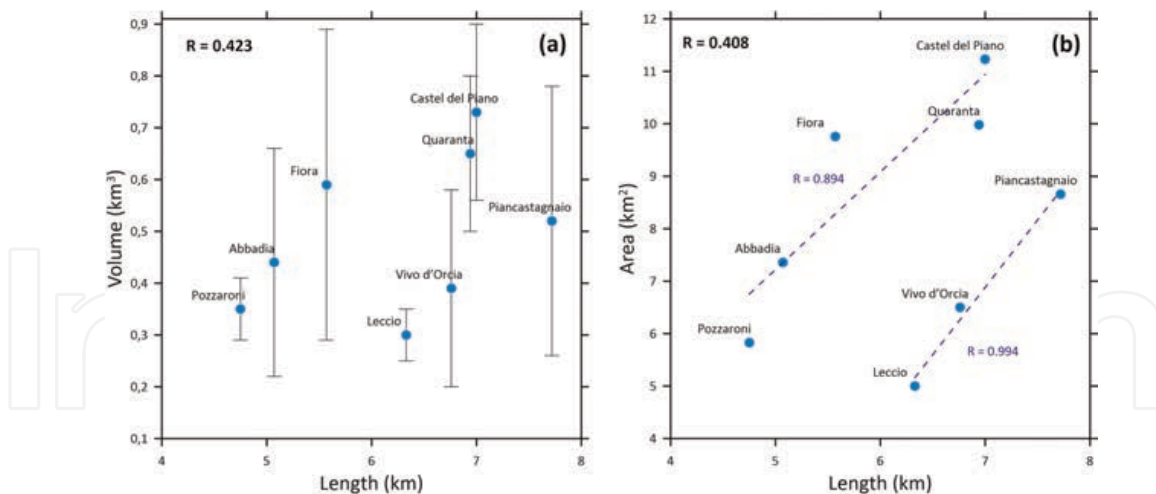 R = 0.423
(a)
0,9
0,8
0,7
0,6
0,5
0,4
0,3
0,2
0,1
Volume (km³)
Castel del Piano
Quaranta
Fiora
Piancastagnaio
Abbadia
Vivo d'Orcia
Pozzaroni
Leccio
4
5
6
7
8
Length (km)
R = 0.408
(b)
12
11
10
9
8
7
6
5
4
Area (km²)
Castel del Piano
Quaranta
Fiora
R = 0.894
Piancastagnaio
Abbadia
Vivo d'Orcia
Pozzaroni
R = 0.994
Leccio
4
5
6
7
8
Length (km)